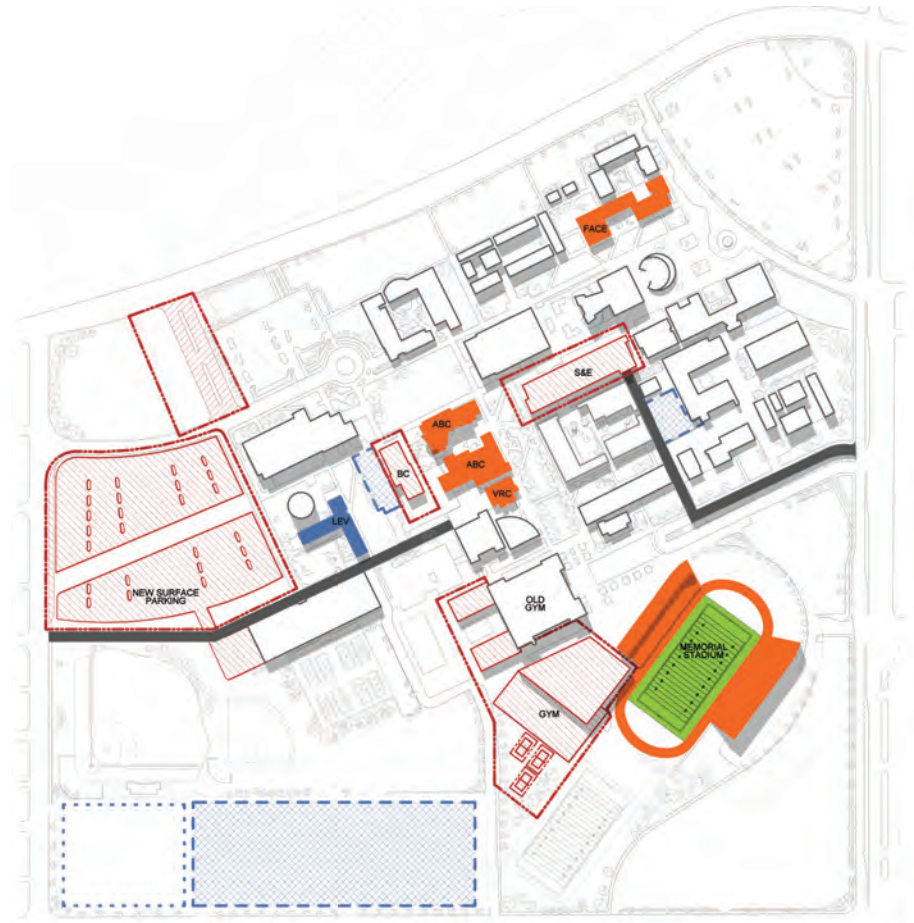 FACE
S&E
ABC
ABC
BC
VRC
LEV
NEW SURFACE
PARKING
OLD
GYM
MEMORIAL
STADIUM
GYM